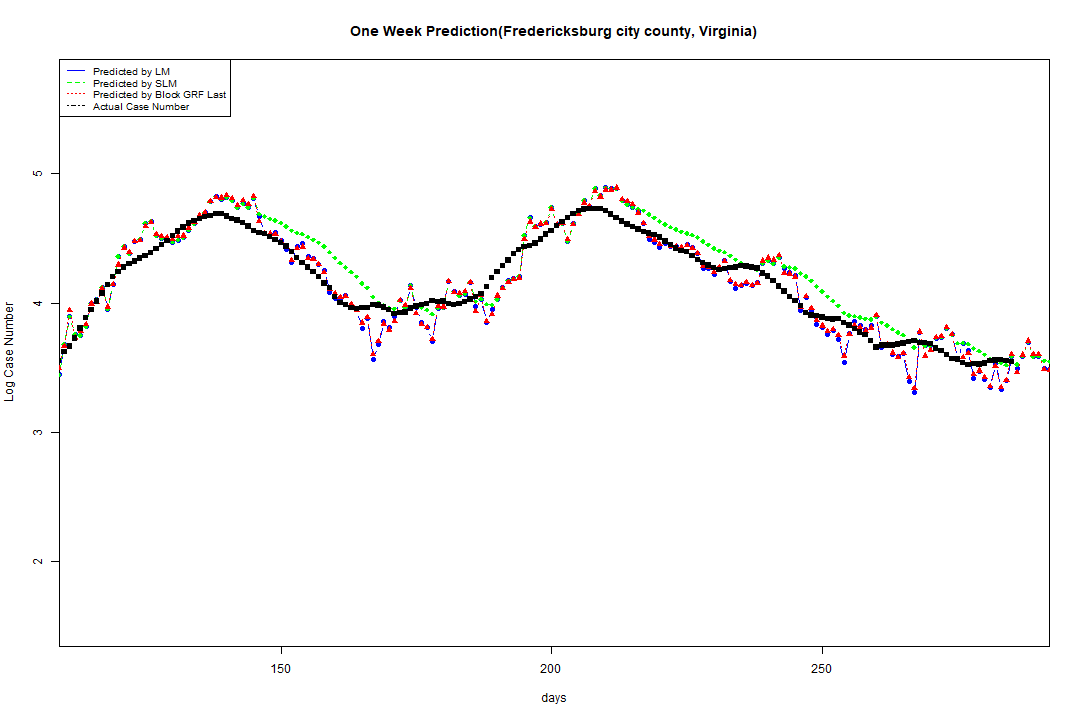 One Week Prediction(Fredericksburg city county, Virginia)
Predicted by LM
Predicted by SLM
Predicted by Block GRF Last
Actual Case Number
5
4
3
2
Log Case Number
150
200
250
days